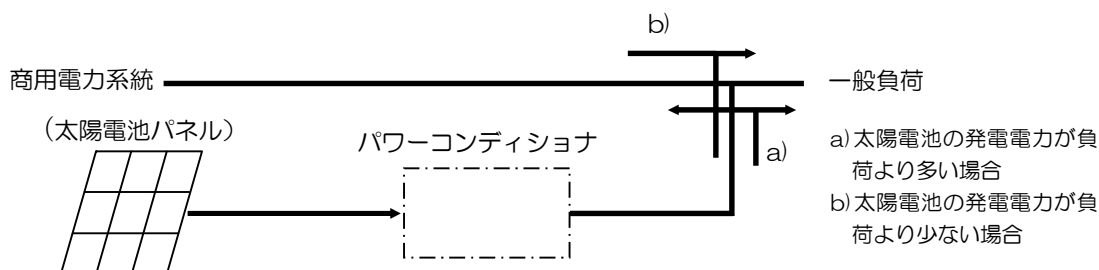 b)
商用電力系統
一般負荷
(太陽電池パネル)
パワーコンディショナ
a)
a)太陽電池の発電電力が負
荷より多い場合
b)太陽電池の発電電力が負
荷より少ない場合